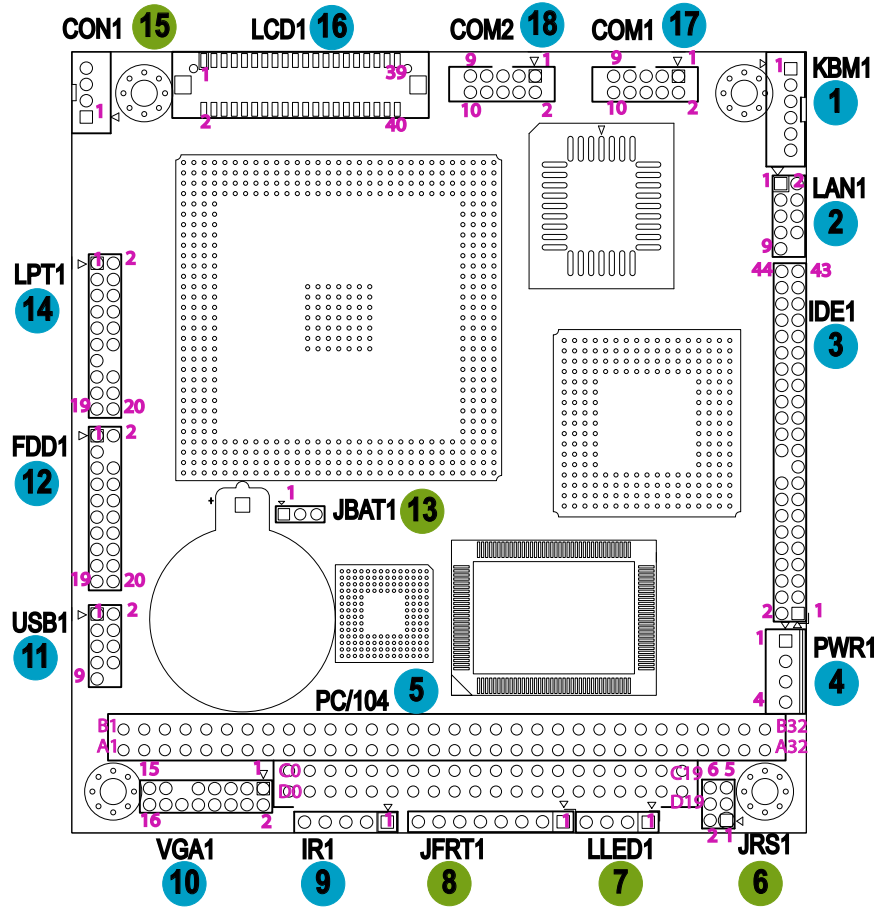 CON1 15
LCD1 16
COM2 18
COM1 17
1 39
2 40
9 1
10 2
9 1
10 2
1
1
KBM1
1
1 2
LAN1
2
9
44 43
IDE1
3
2 1
1 2
LPT1
14
19 20
1 2
FDD1
12
19 20
+
1
JBAT1 13
1 2
USB1
11
9
1
PWR1
4
4
PC/104 5
B1 B32
A1 A32
C0 C19
D0 D19
15 1
16 2
1
1
1
6 5
2 1
VGA1
10
IR1
9
JFRT1
8
LLED1
7
JRS1
6